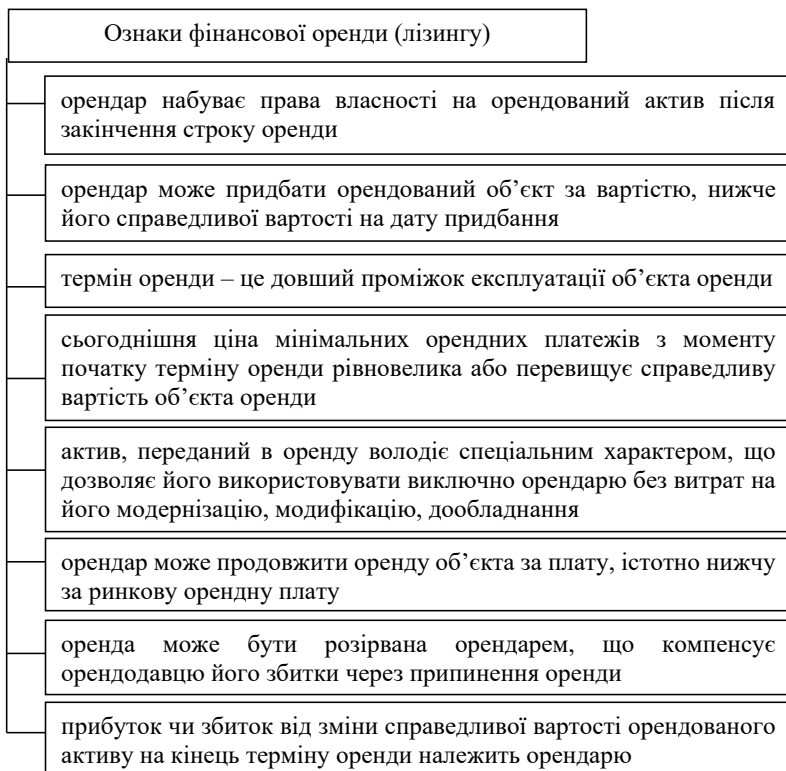 Ознаки фінансової оренди (лізингу)
орендар набуває права власності на орендований актив після
закінчення строку оренди
орендар може придбати орендований об’єкт за вартістю, нижче
його справедливої вартості на дату придбання
термін оренди – це довший проміжок експлуатації об’єкта оренди
сьогоднішня ціна мінімальних орендних платежів з моменту
початку терміну оренди рівновелика або перевищує справедливу
вартість об’єкта оренди
актив, переданий в оренду володіє спеціальним характером, що
дозволяє його використовувати виключно орендарю без витрат на
його модернізацію, модифікацію, дообладнання
орендар може продовжити оренду об’єкта за плату, істотно нижчу
за ринкову орендну плату
оренда може бути розірвана орендарем, що компенсує
орендодавцю його збитки через припинення оренди
прибуток чи збиток від зміни справедливої вартості орендованого
активу на кінець терміну оренди належить орендарю